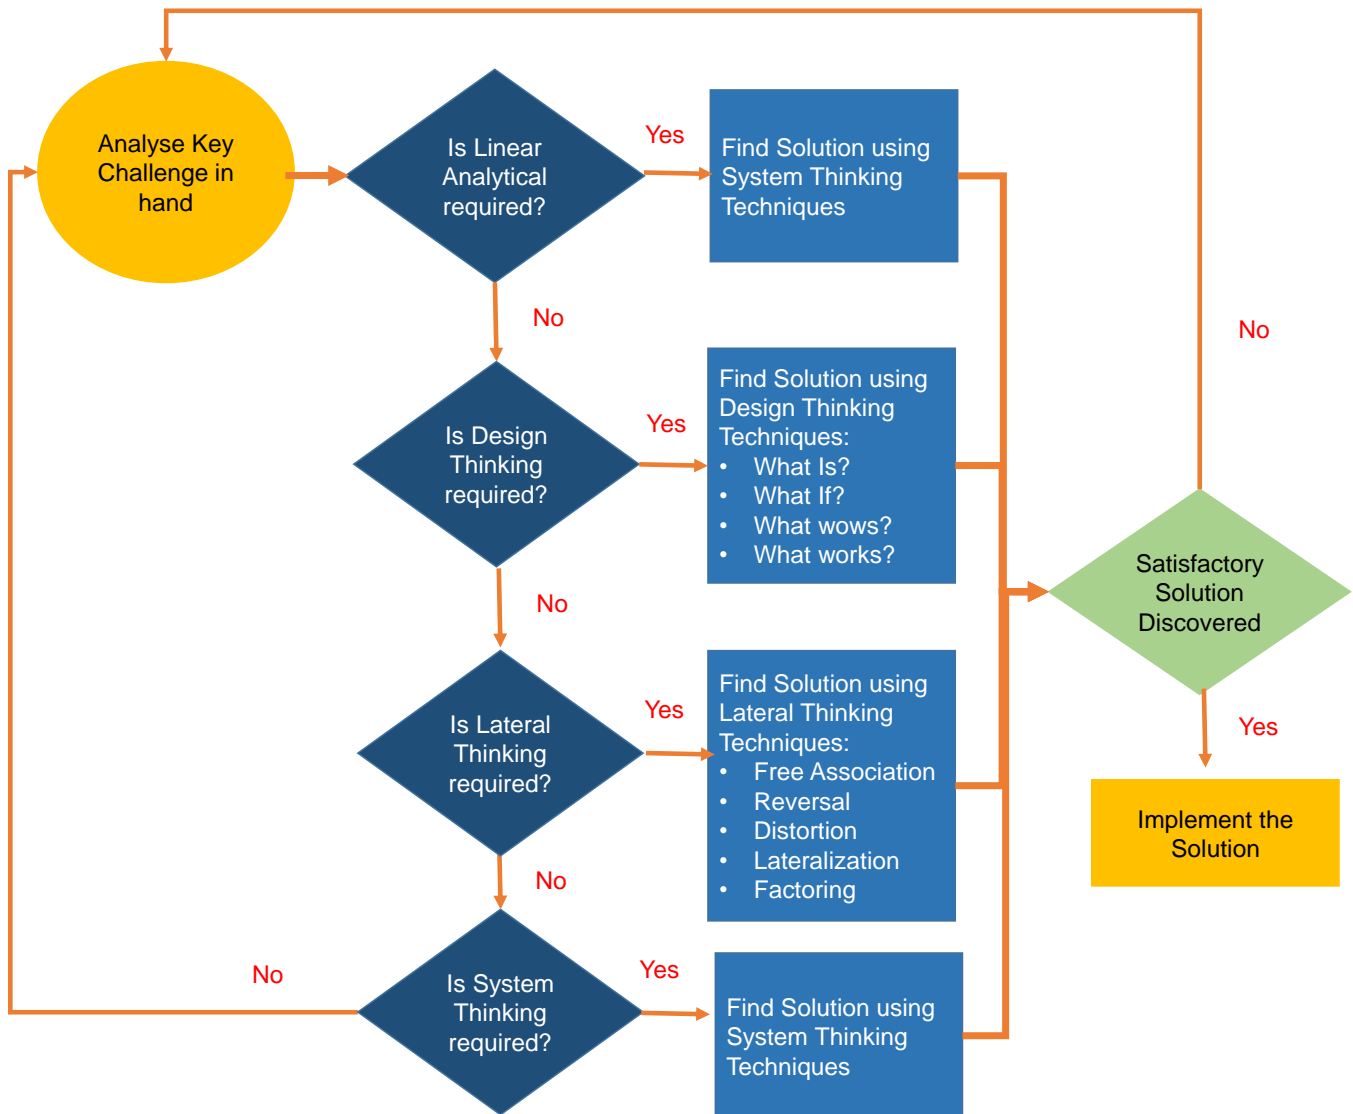 Analyse Key
Challenge in
hand
Is Linear
Analytical
required?
Yes
Find Solution using
System Thinking
Techniques
No
No
Is Design
Thinking
required?
Yes
Find Solution using
Design Thinking
Techniques:
• What Is?
• What If?
• What wows?
• What works?
Satisfactory
Solution
Discovered
No
Is Lateral
Thinking
required?
Yes
Find Solution using
Lateral Thinking
Techniques:
• Free Association
• Reversal
• Distortion
• Lateralization
• Factoring
Yes
Implement the
Solution
No
No
Is System
Thinking
required?
Yes
Find Solution using
System Thinking
Techniques